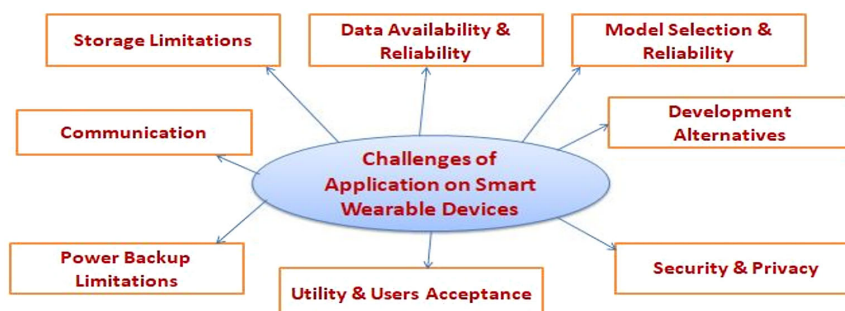 Storage Limitations
Data Availability &
Reliability
Model Selection &
Reliability
Communication
Development
Alternatives
Challenges of
Application on Smart
Wearable Devices
Power Backup
Limitations
Utility & Users Acceptance
Security & Privacy